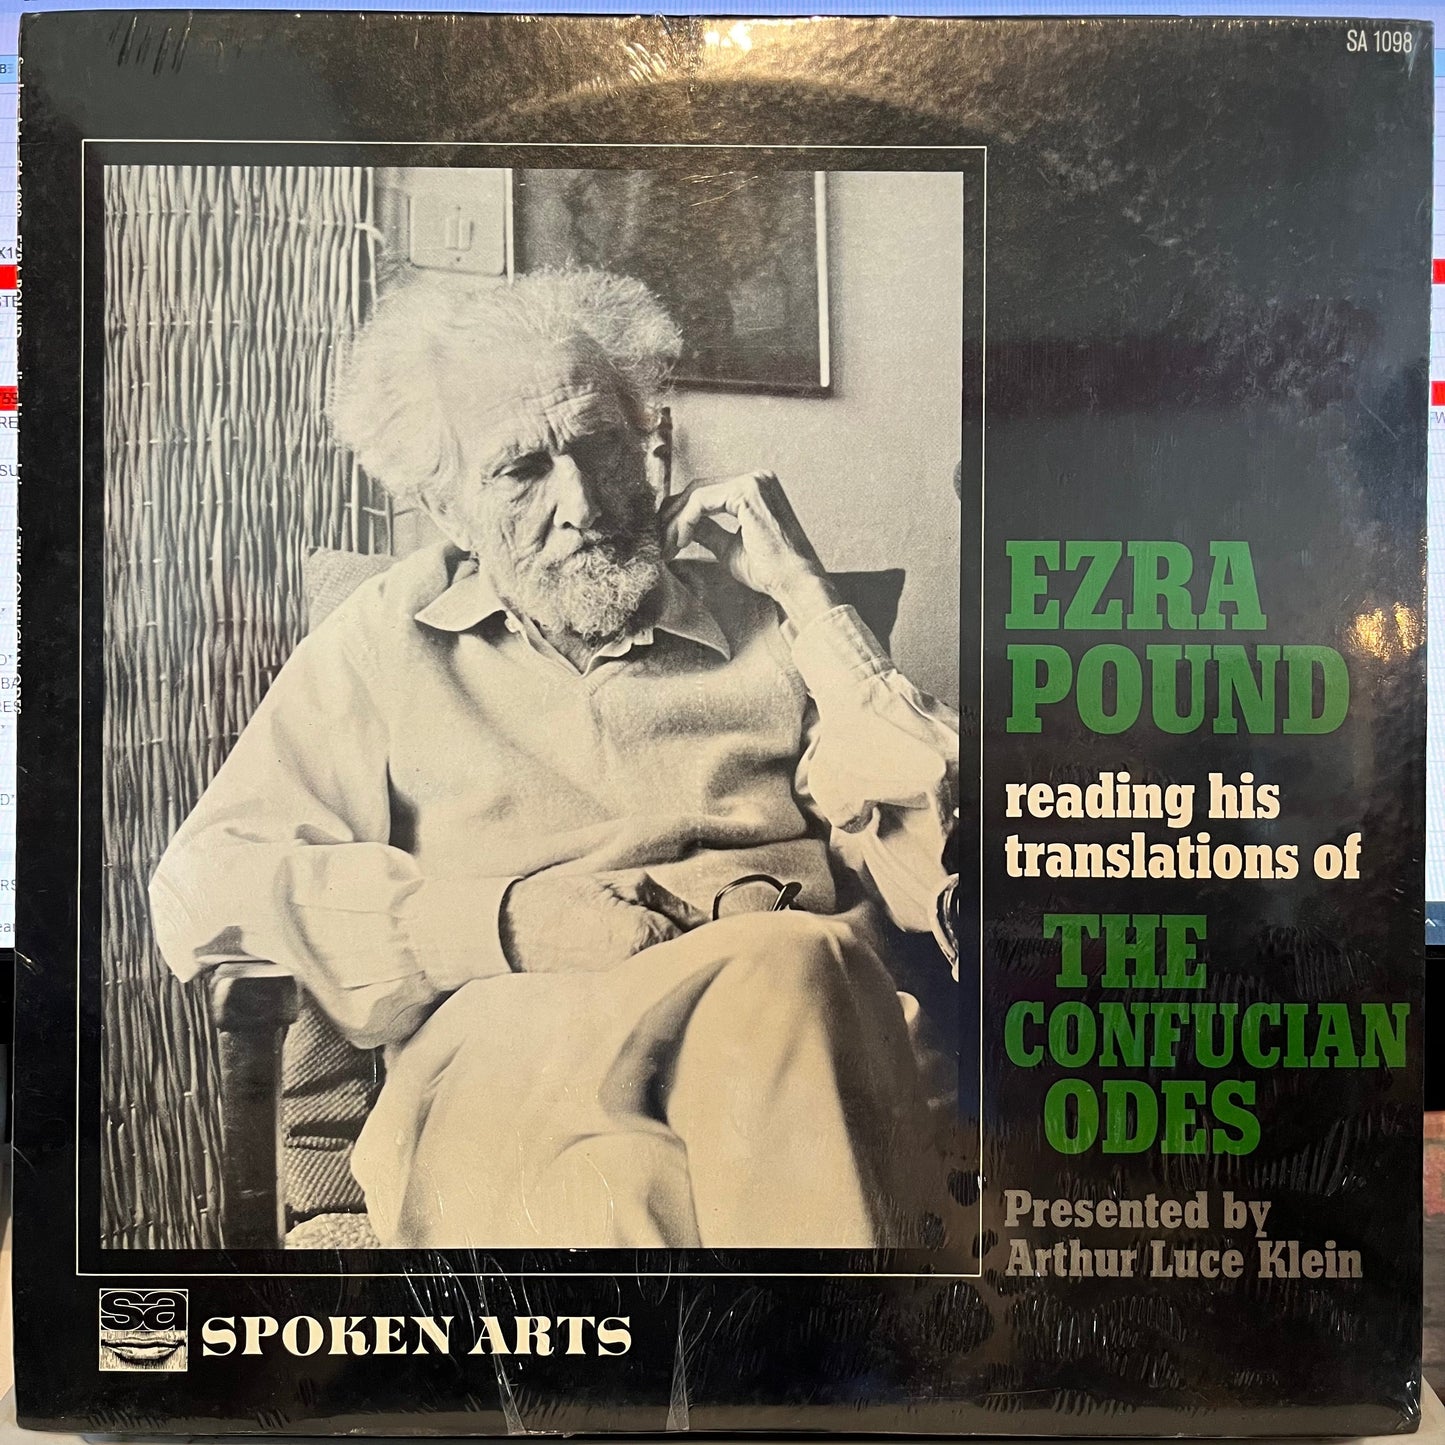 SA 1098
EZRA
POUND
reading his
translations of
THE
CONFUCIAN
ODES
Presented by
Arthur Luce Klein
sa
SPOKEN ARTS